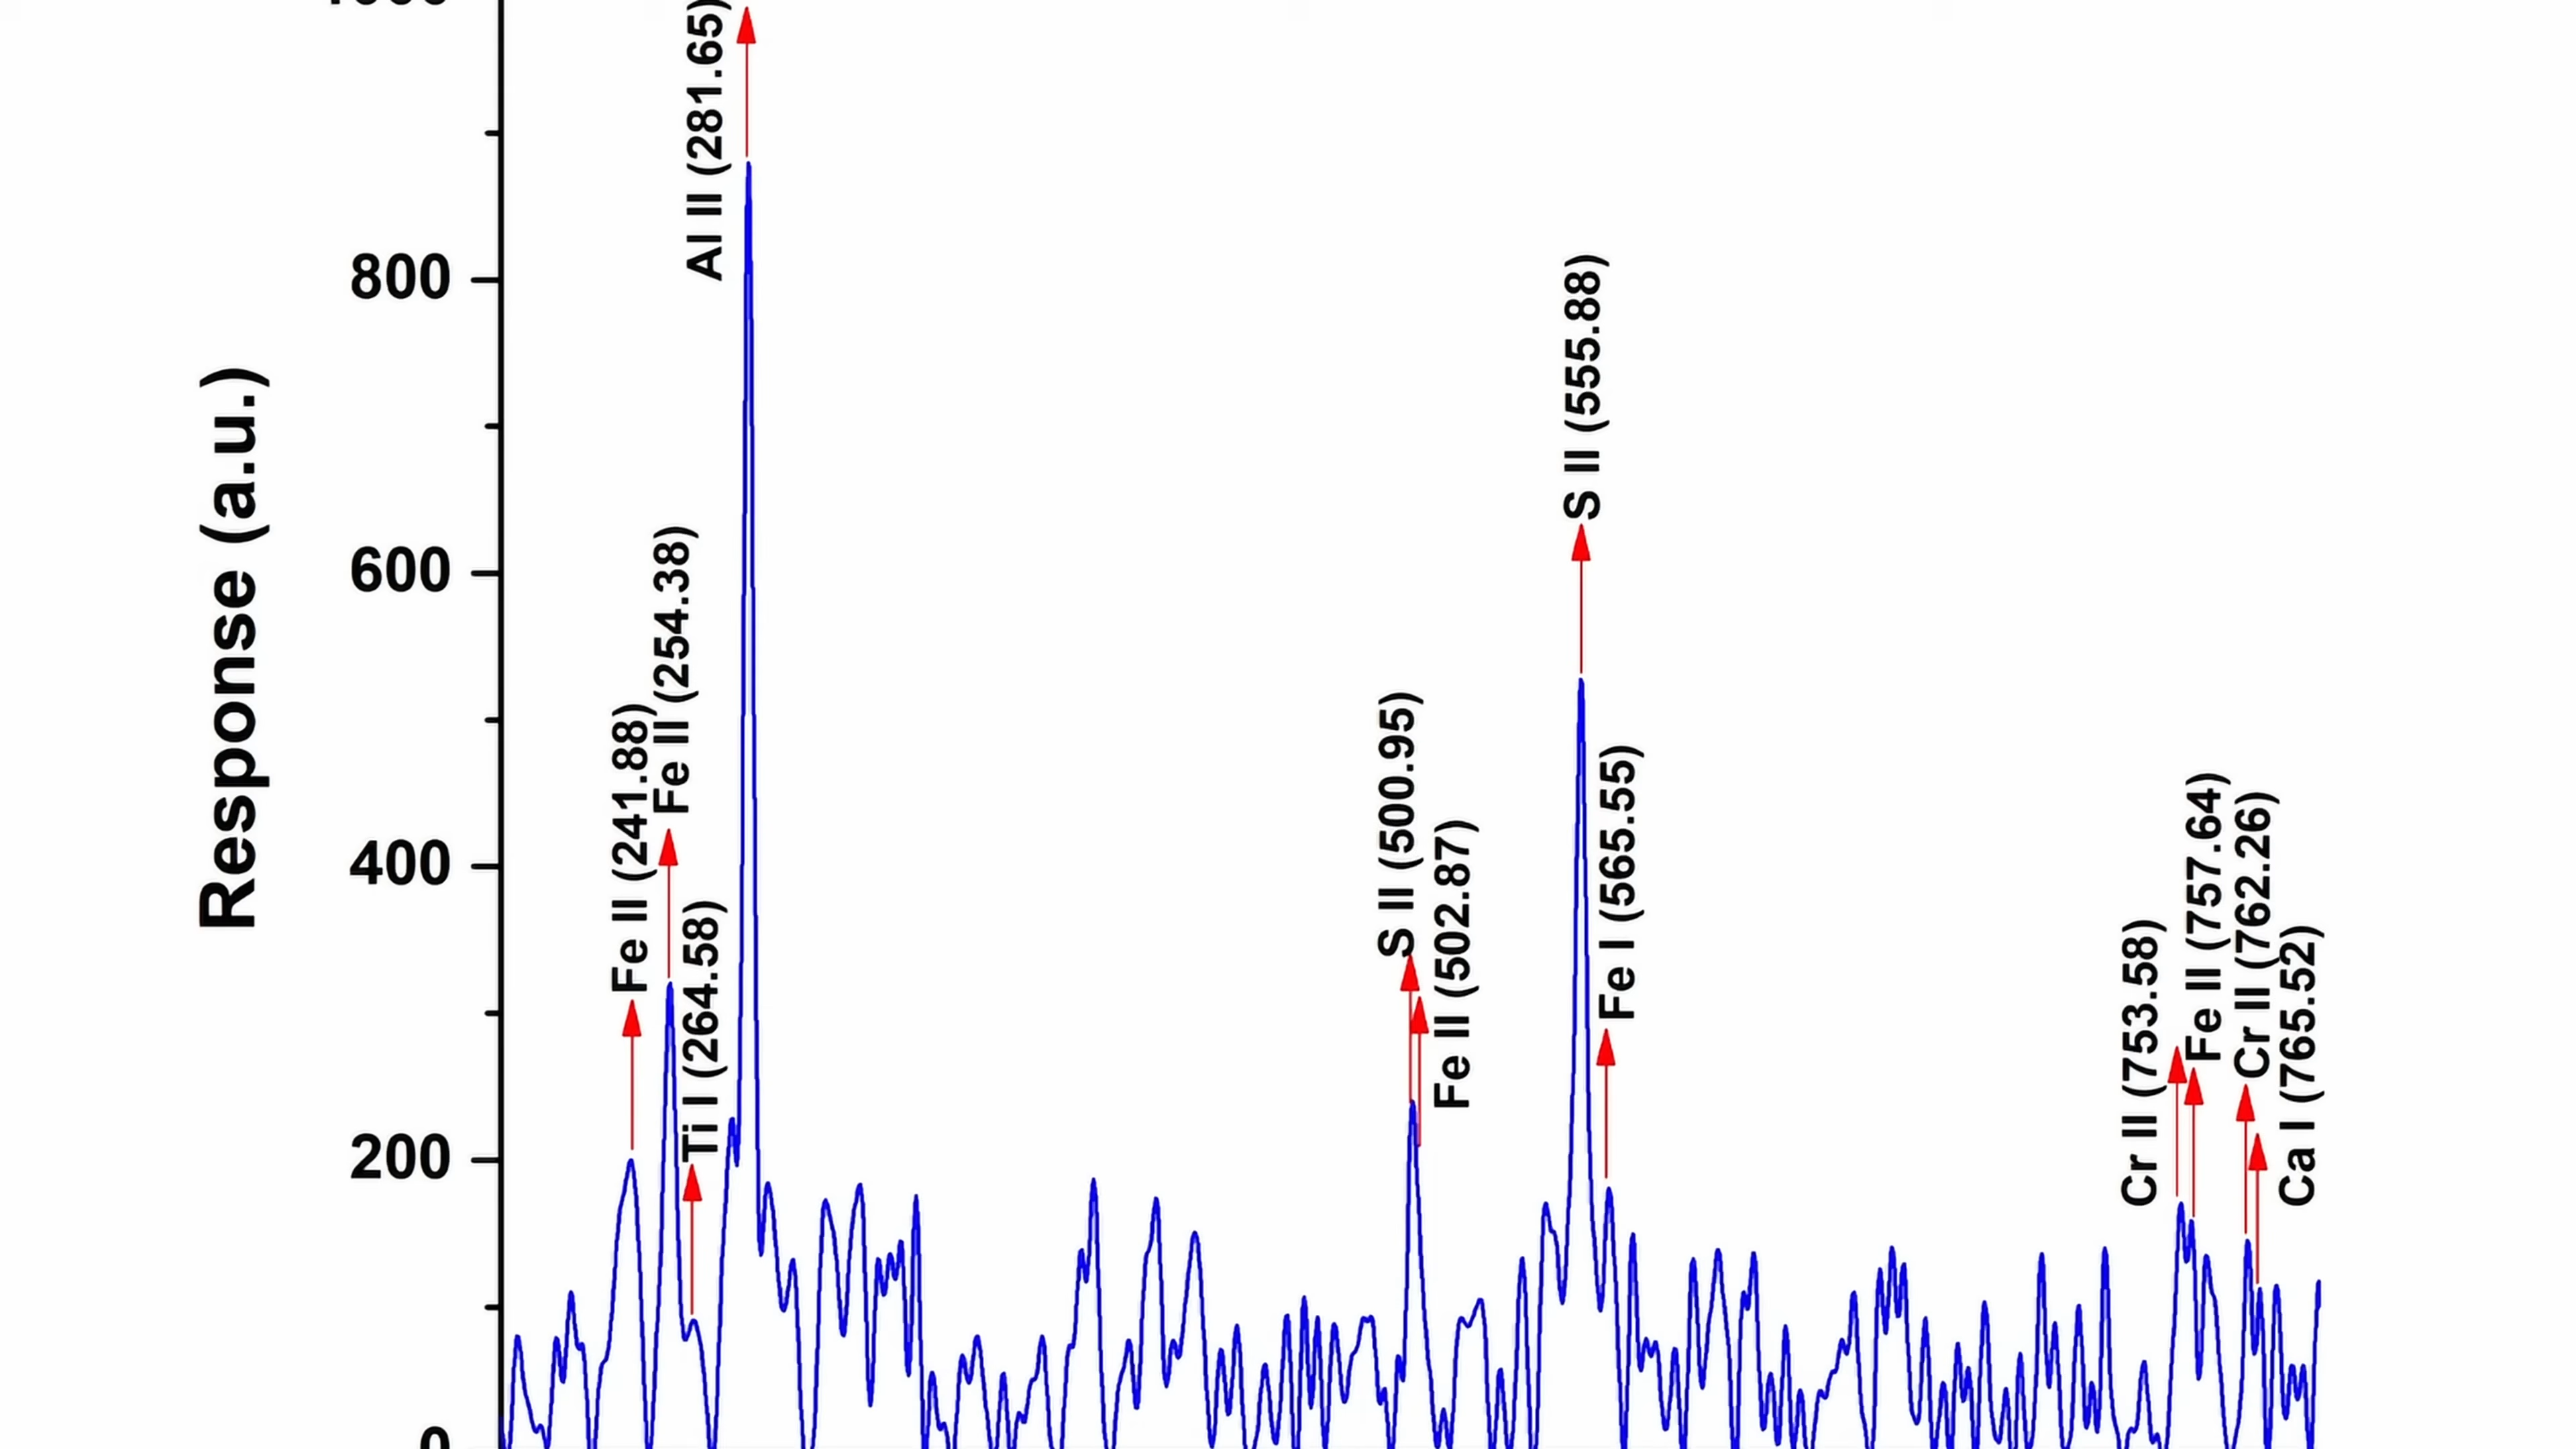 Response (a.u.)
800
600
400
200
Fe II (241.88)
Fe II (254.38)
Ti I (264.58)
Al II (281.65)
S II (500.95)
Fe II (502.87)
S II (555.88)
Fe I (565.55)
Cr II (753.58)
Fe II (757.64)
Cr II (762.26)
Ca I (765.52)